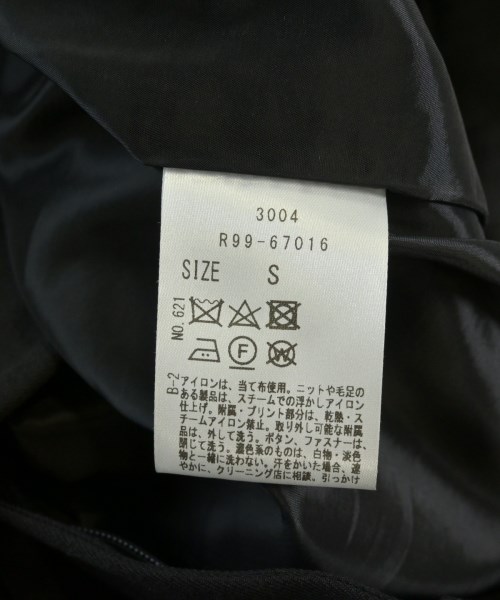 3004
R99-67016
SIZE S
NO.621
F W
B-2
アイロンは、当て布使用。ニットや毛足の
ある製品は、スチームでの浮かしアイロン
仕上げ。附属・プリント部分は、乾熱・ス
チームアイロン禁止。取り外し可能な附属
品は、外して洗う。ボタン、ファスナーは、
閉じて洗う。濃色系のものは、白物・淡色
物と一緒に洗わない。汗をかいた場合、速
やかに、クリーニング店に相談。引っかけ